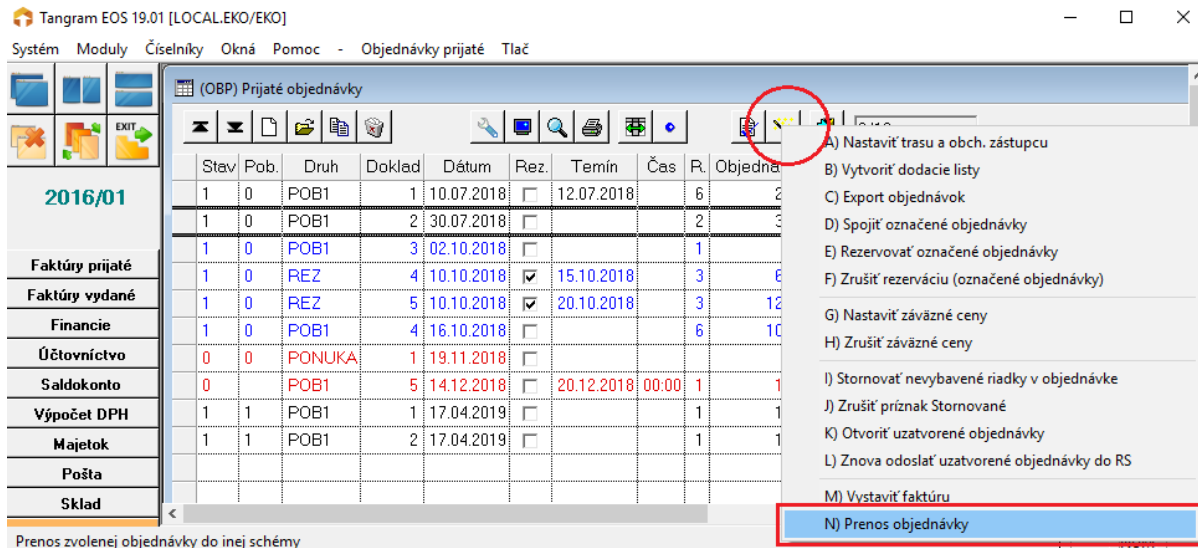 Tangram EOS 19.01 [LOCAL.EKO/EKO]
Systém Moduly Číselníky Okná Pomoc - Objednávky prijaté Tlač
(OBP) Prijaté objednávky
EXIT
2016/01
Faktúry prijaté
Faktúry vydané
Financie
Účtovníctvo
Saldokonto
Výpočet DPH
Majetok
Pošta
Sklad
Stav Pob. Druh Doklad Dátum Rez. Temín Čas R.
1 0 POB1 1 10.07.2018 12.07.2018 6 2
1 0 POB1 2 30.07.2018 2 3
1 0 POB1 3 02.10.2018 1
1 0 REZ 4 10.10.2018 15.10.2018 3 6
1 0 REZ 5 10.10.2018 20.10.2018 3 12
1 0 POB1 4 16.10.2018 6 10
0 0 PONUKA 1 19.11.2018
0 POB1 5 14.12.2018 20.12.2018 00:00 1 1
1 1 POB1 1 17.04.2019 1 1
1 1 POB1 2 17.04.2019 1 1
A) Nastaviť trasu a obch. zástupcu
B) Vytvoriť dodacie listy
C) Export objednávok
D) Spojiť označené objednávky
E) Rezervovať označené objednávky
F) Zrušiť rezerváciu (označené objednávky)
G) Nastaviť záväzné ceny
H) Zrušiť záväzné ceny
I) Stornovať nevybavené riadky v objednávke
J) Zrušiť príznak Stornované
K) Otvoriť uzatvorené objednávky
L) Znova odoslať uzatvorené objednávky do RS
M) Vystaviť faktúru
N) Prenos objednávky
Prenos zvolenej objednávky do inej schémy